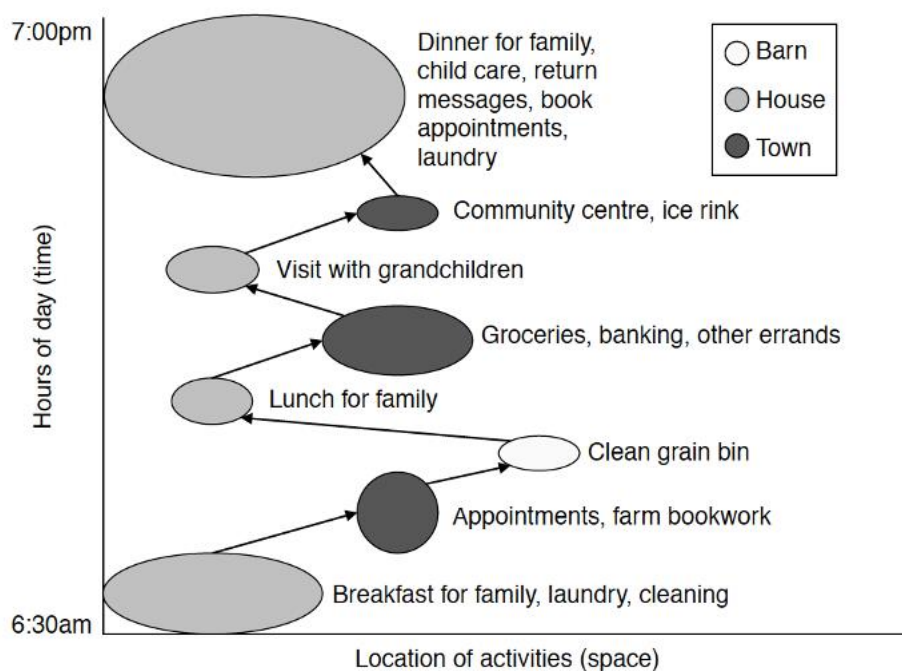 7:00pm
Dinner for family,
child care, return
messages, book
appointments,
laundry
Barn
House
Town
Community centre, ice rink
Visit with grandchildren
Groceries, banking, other errands
Lunch for family
Clean grain bin
Appointments, farm bookwork
Breakfast for family, laundry, cleaning
6:30am
Hours of day (time)
Location of activities (space)